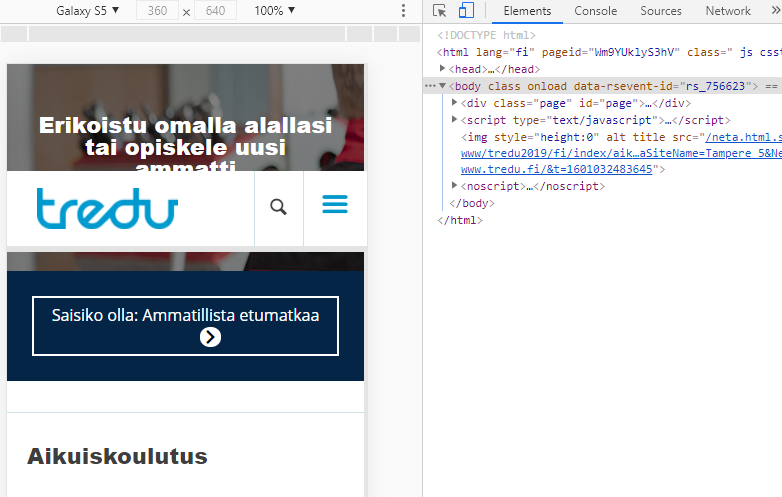 Galaxy S5 ▼ 360 × 640 100% ▼
Elements Console Sources Network »
<!DOCTYPE html>
<html lang="fi" pageid="Wm9YUklyS3hV" class=" js csst
<head>…</head>
<body class onload data-rsevent-id="rs_756623"> ==
<div class="page" id="page">…</div>
<script type="text/javascript">…</script>
<img style="height:0" alt title src="/neta.html.s
www/tredu2019/fi/index/aik…aSiteName=Tampere 5&Ne
www.tredu.fi/&t=1601032483645">
<noscript>…</noscript>
</body>
</html>
Erikoistu omalla alallasi
tai opiskele uusi
ammatti
tredu
Saisiko olla: Ammatillista etumatkaa
Aikuiskoulutus